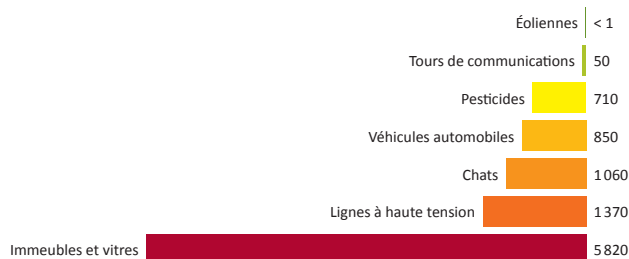 Éoliennes < 1
Tours de communications 50
Pesticides 710
Véhicules automobiles 850
Chats 1 060
Lignes à haute tension 1 370
Immeubles et vitres 5 820